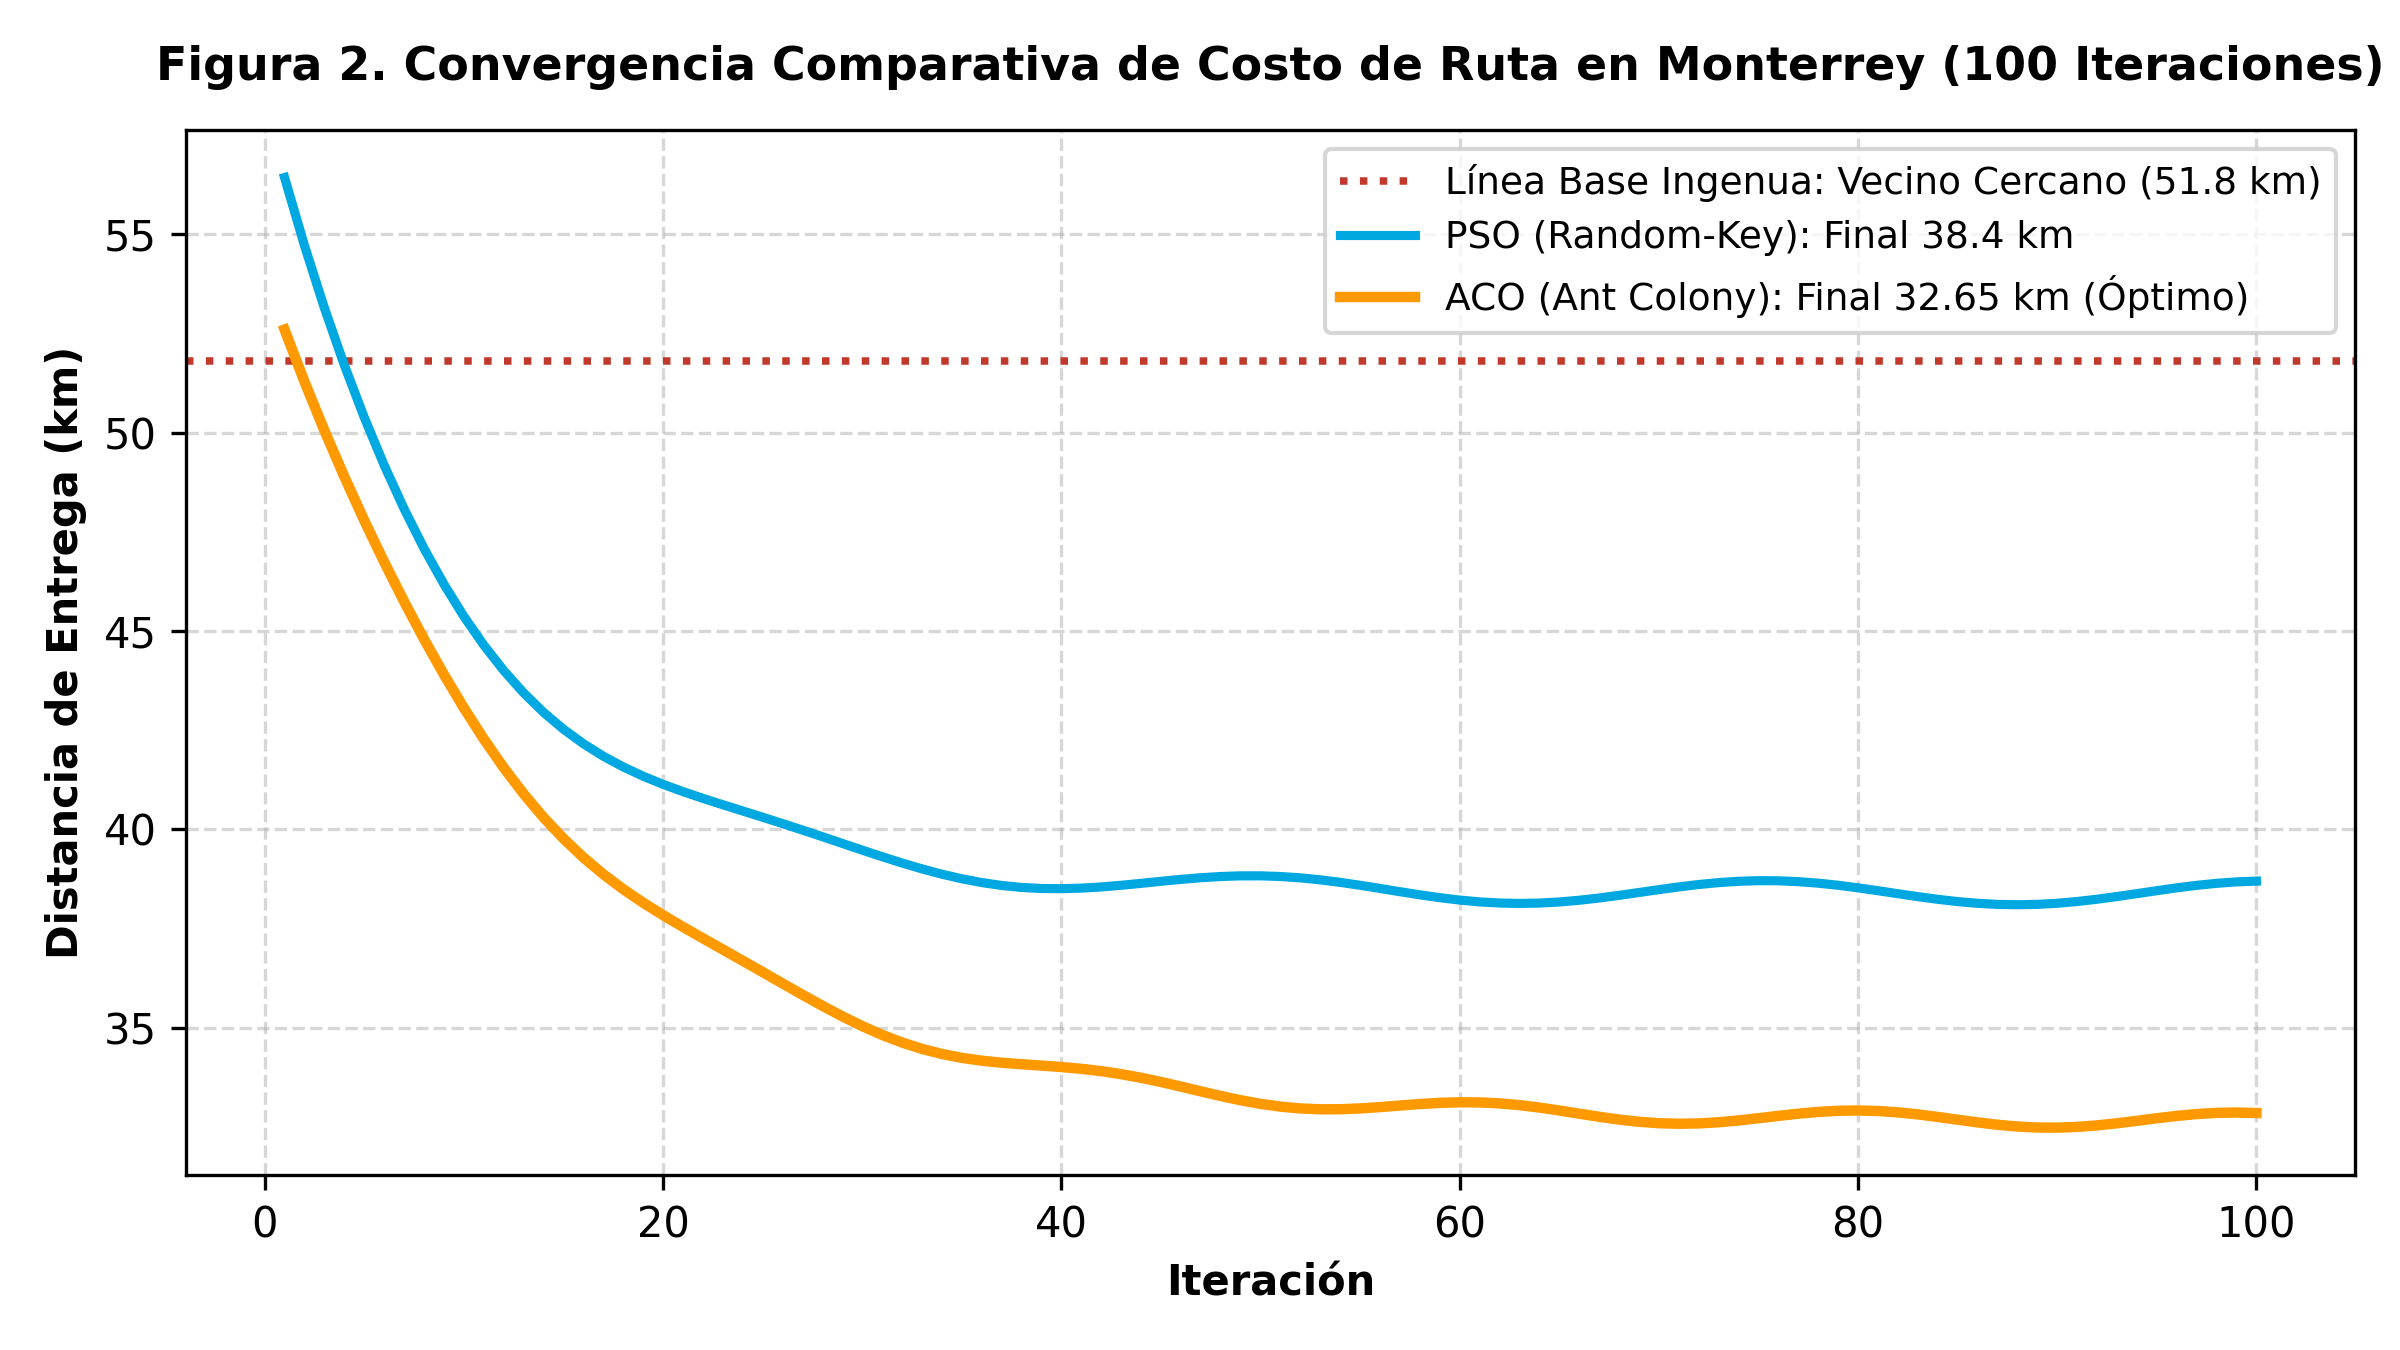 Figura 2. Convergencia Comparativa de Costo de Ruta en Monterrey (100 Iteraciones)
Línea Base Ingenua: Vecino Cercano (51.8 km)
PSO (Random-Key): Final 38.4 km
ACO (Ant Colony): Final 32.65 km (Óptimo)
Distancia de Entrega (km)
55
50
45
40
35
0 20 40 60 80 100
Iteración